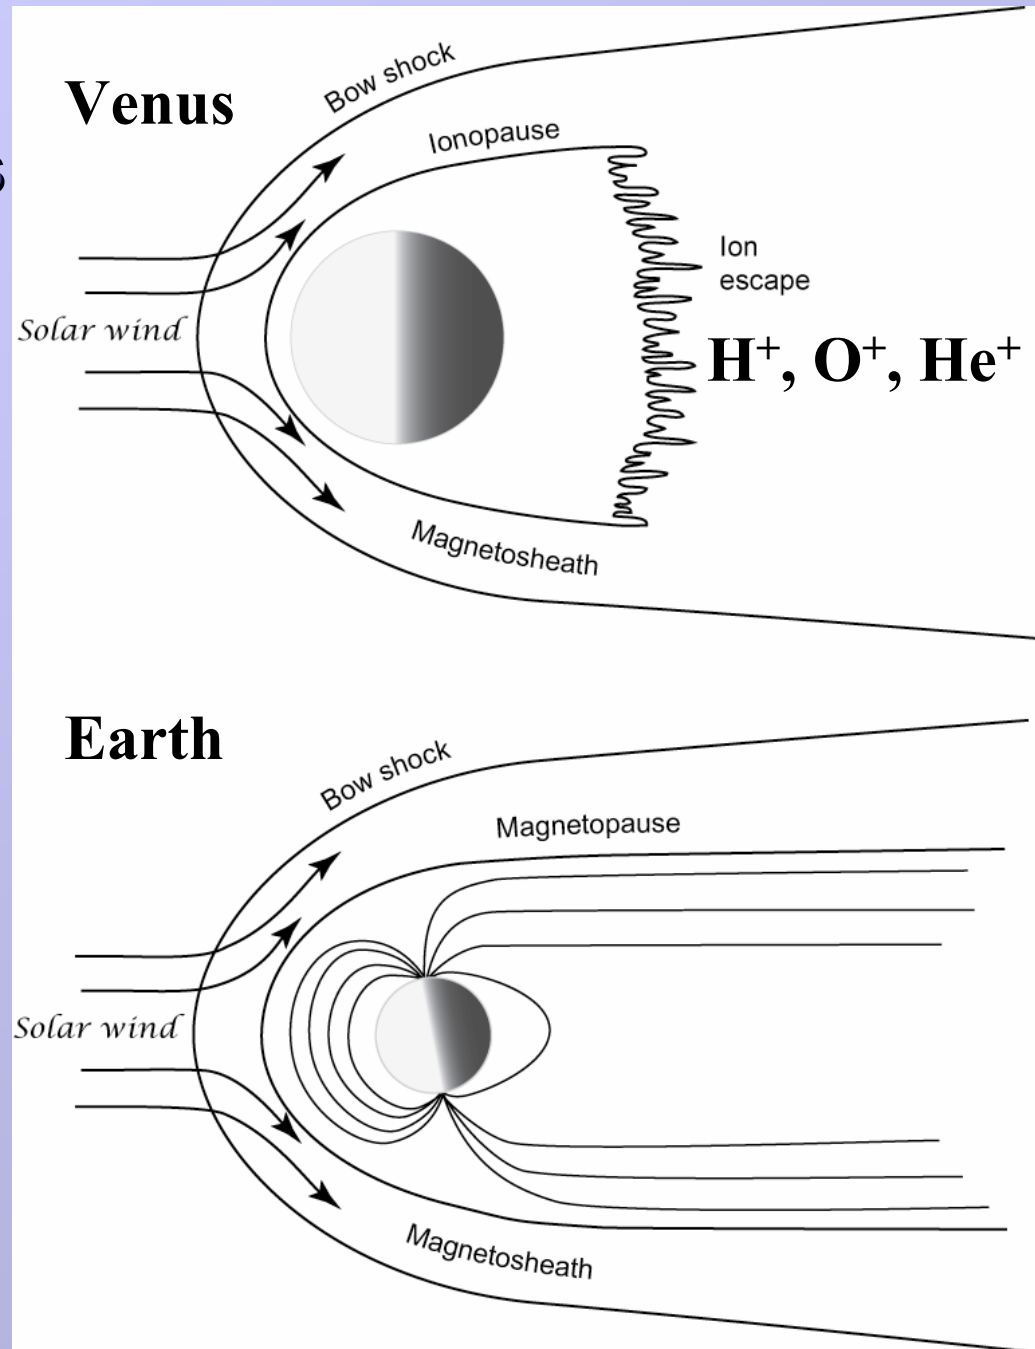 Venus
Bow shock
Ionopause
Ion
escape
Solar wind
H⁺, O⁺, He⁺
Magnetosheath
Earth
Bow shock
Magnetopause
Solar wind
Magnetosheath